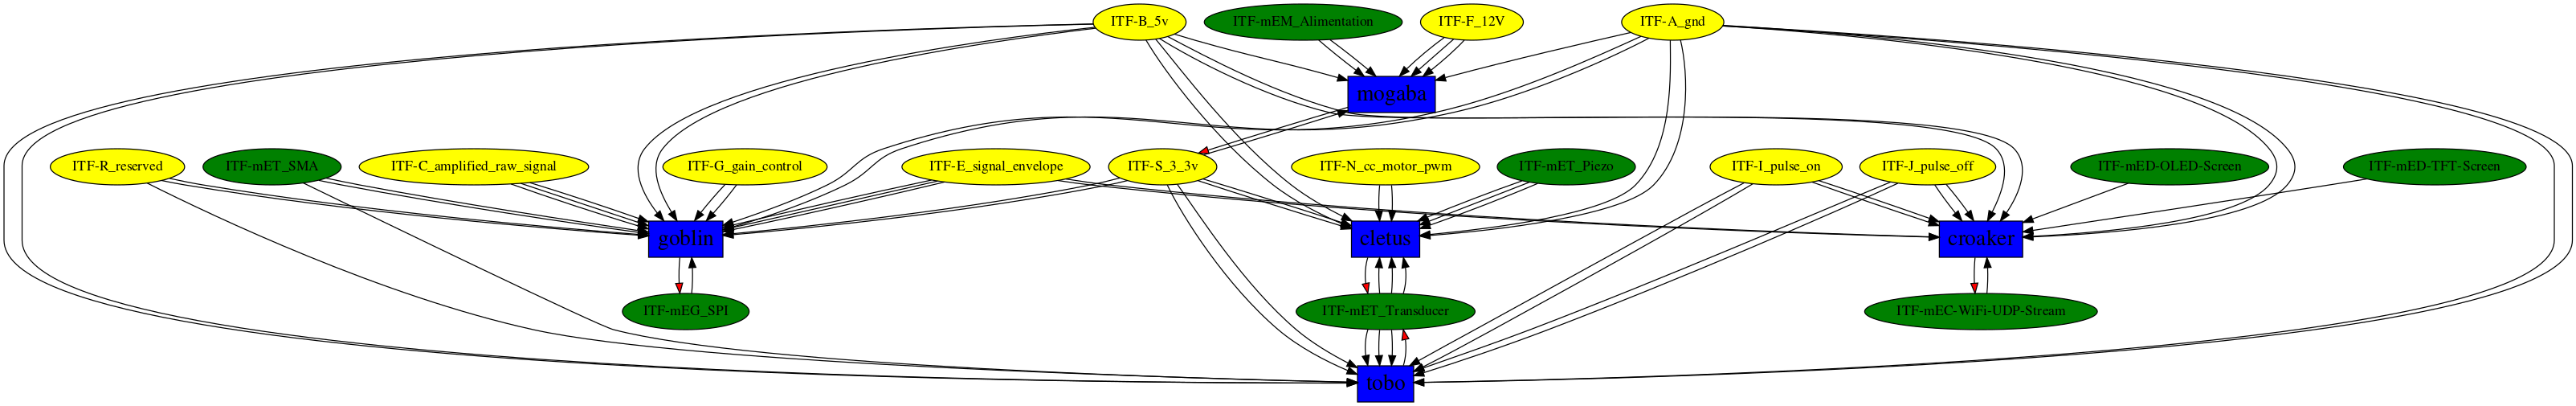 ITF-B_5v
ITF-mEM_Alimentation
ITF-F_12V
ITF-A_gnd
mogaba
ITF-R_reserved
ITF-mET_SMA
ITF-C_amplified_raw_signal
ITF-G_gain_control
ITF-E_signal_envelope
ITF-S_3_3v
ITF-N_cc_motor_pwm
ITF-mET_Piezo
ITF-I_pulse_on
ITF-J_pulse_off
ITF-mED-OLED-Screen
ITF-mED-TFT-Screen
goblin
cletus
croaker
ITF-mEG_SPI
ITF-mET_Transducer
ITF-mEC-WiFi-UDP-Stream
tobo